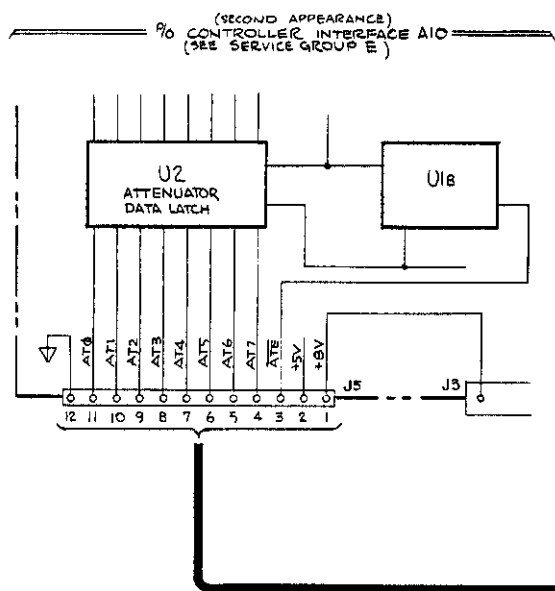 (SECOND APPEARANCE)
P/O CONTROLLER INTERFACE A10
(SEE SERVICE GROUP E)
U2
ATTENUATOR
DATA LATCH
U1B
AT0
AT1
AT2
AT3
AT4
AT5
AT6
AT7
ATE
+5V
+8V
J5
J3
12 11 10 9 8 7 6 5 4 3 2 1